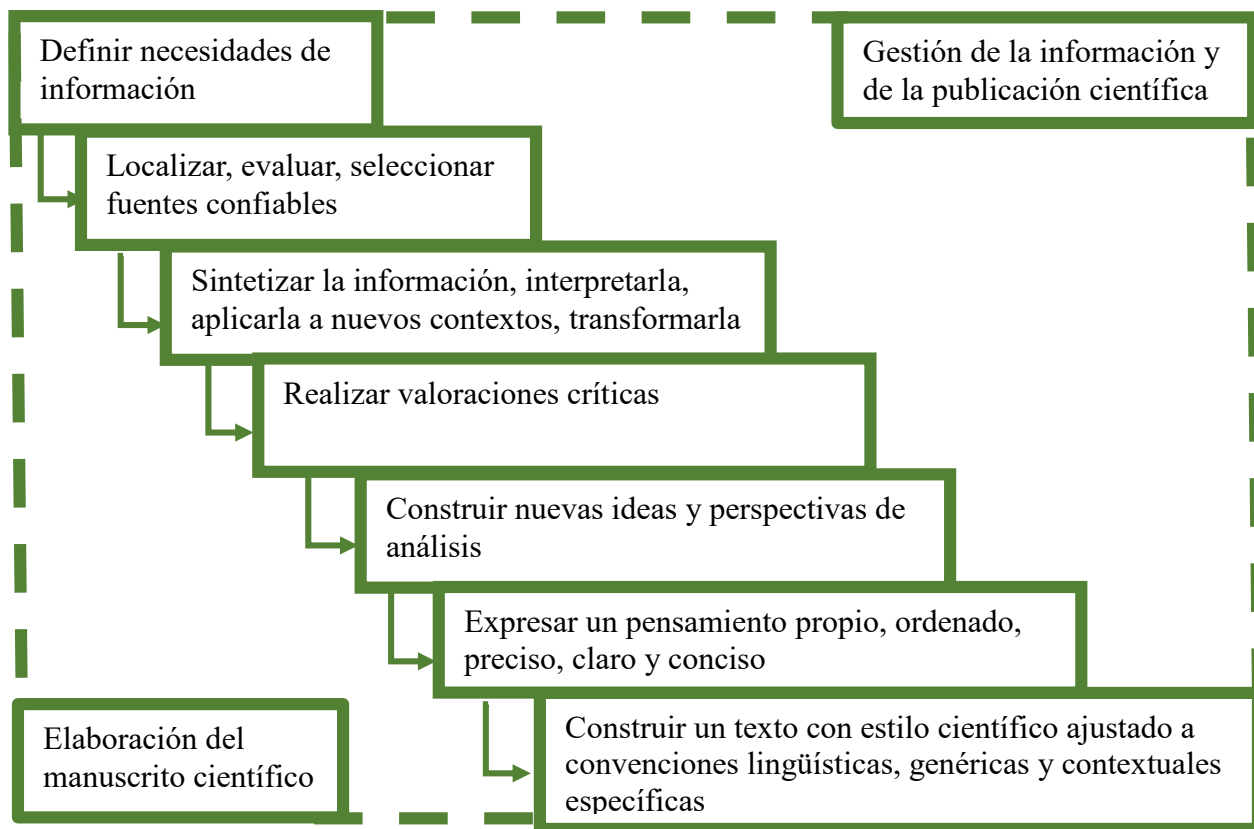 Definir necesidades de
información
Gestión de la información y
de la publicación científica
Localizar, evaluar, seleccionar
fuentes confiables
Sintetizar la información, interpretarla,
aplicarla a nuevos contextos, transformarla
Realizar valoraciones críticas
Construir nuevas ideas y perspectivas de
análisis
Expresar un pensamiento propio, ordenado,
preciso, claro y conciso
Elaboración del
manuscrito científico
Construir un texto con estilo científico ajustado a
convenciones lingüísticas, genéricas y contextuales
específicas